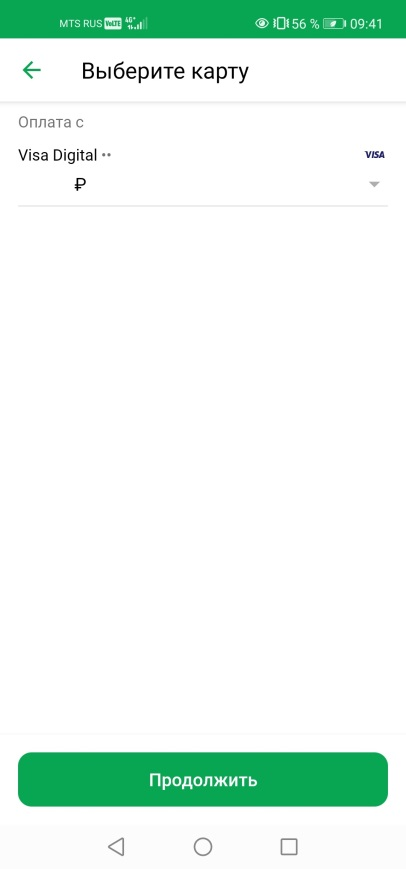 MTS RUS VoLTE 4G+ 56 % 09:41
Выберите карту
Оплата с
Visa Digital ••
VISA
₽
Продолжить